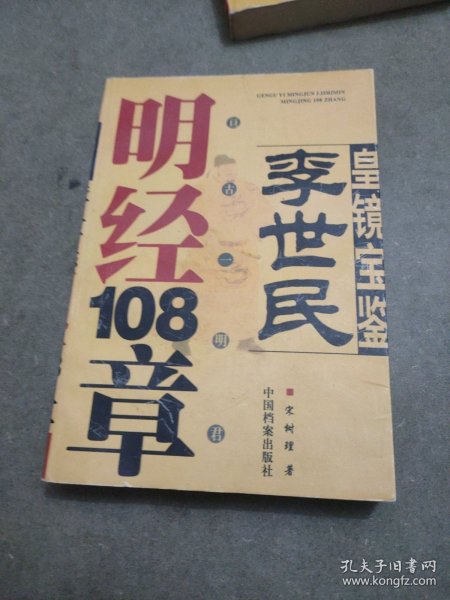 GENGU YI MINGJUN LISHIMIN
MINGJING 108 ZHANG
皇镜宝鉴
李世民
自古一明君
明经
108
章
宋树理 著
中国档案出版社
孔夫子旧书网
www.kongfz.com